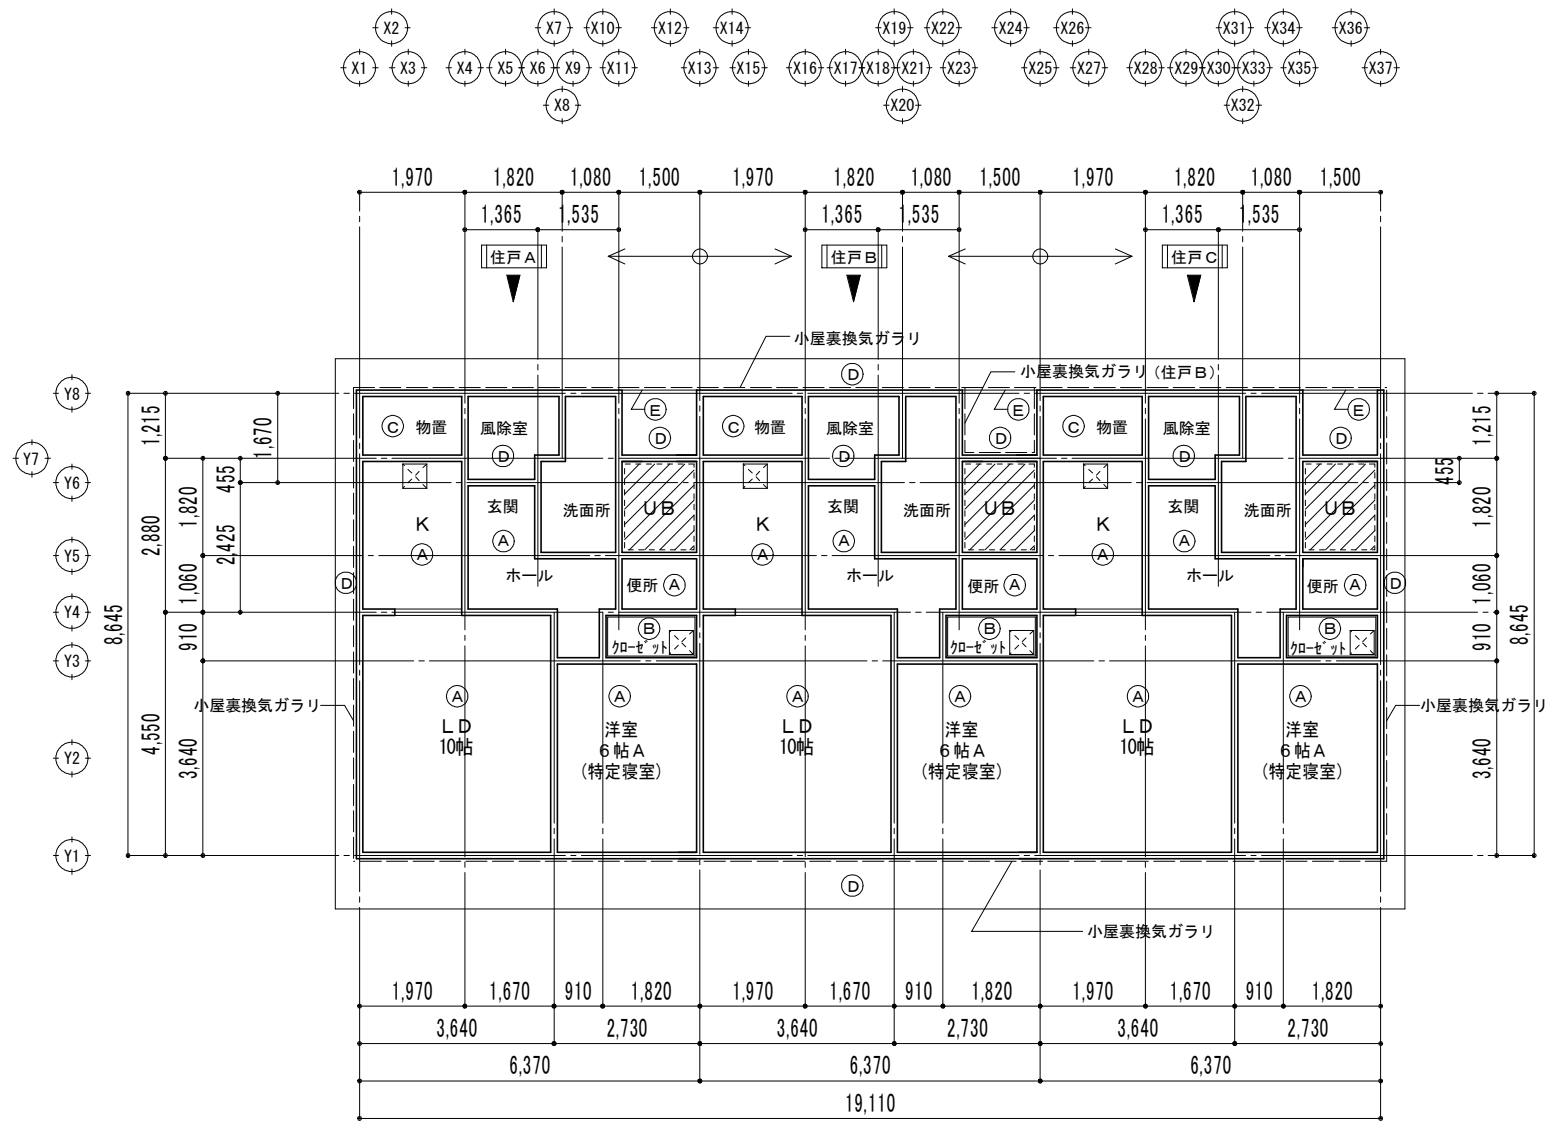 X2 X7 X10 X12 X14 X19 X22 X24 X26 X31 X34 X36
X1 X3 X4 X5 X6 X9 X11 X13 X15 X16 X17 X18 X21 X23 X25 X27 X28 X29 X30 X33 X35 X37
X8 X20 X32
1,970 1,820 1,080 1,500 1,970 1,820 1,080 1,500 1,970 1,820 1,080 1,500
1,365 1,535 1,365 1,535 1,365 1,535
住戸A 住戸B 住戸C
小屋裏換気ガラリ
D
小屋裏換気ガラリ(住戸B)
Y8
Y7
Y6
Y5
Y4
Y3
Y2
Y1
8,645
1,215
2,880
4,550
1,820
1,060
910
3,640
455
2,425
1,670
E E E
C 物置 風除室 D C 物置 風除室 D C 物置 風除室 D
D D D
K 玄関 洗面所 UB K 玄関 洗面所 UB K 玄関 洗面所 UB
A A A A A A
D ホール 便所 A ホール 便所 A ホール 便所 A D
B B B
クローゼット クローゼット クローゼット
A A A A A A
小屋裏換気ガラリ
小屋裏換気ガラリ
LD 洋室 LD 洋室 LD 洋室
10帖 6帖A 10帖 6帖A 10帖 6帖A
(特定寝室) (特定寝室) (特定寝室)
D
小屋裏換気ガラリ
455
1,215
1,820
1,060
910
3,640
8,645
1,970 1,670 910 1,820 1,970 1,670 910 1,820 1,970 1,670 910 1,820
3,640 2,730 3,640 2,730 3,640 2,730
6,370 6,370 6,370
19,110